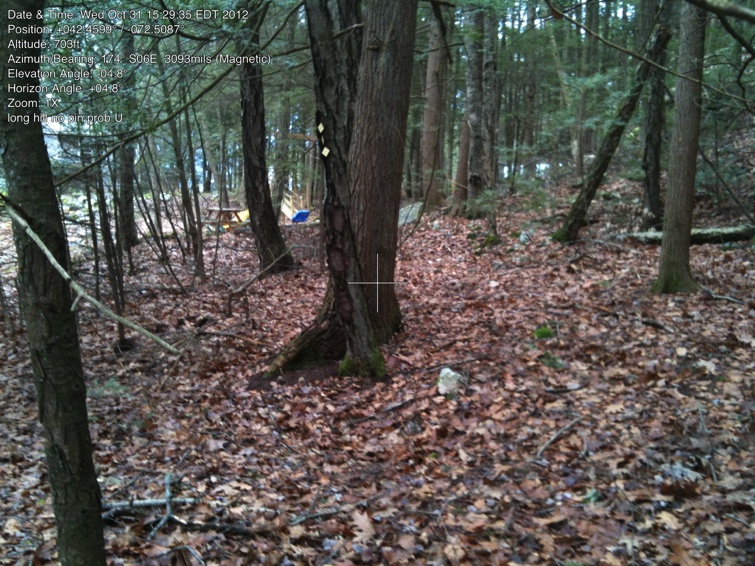 Date & Time: Wed Oct 31 15:29:35 EDT 2012
Position: +042.4599° / -072.5087°
Altitude: 703ft
Azimuth/Bearing: 174° S06E 3093mils (Magnetic)
Elevation Angle: -04.8°
Horizon Angle: +04.8°
Zoom: 1X
long hill no pin prob U